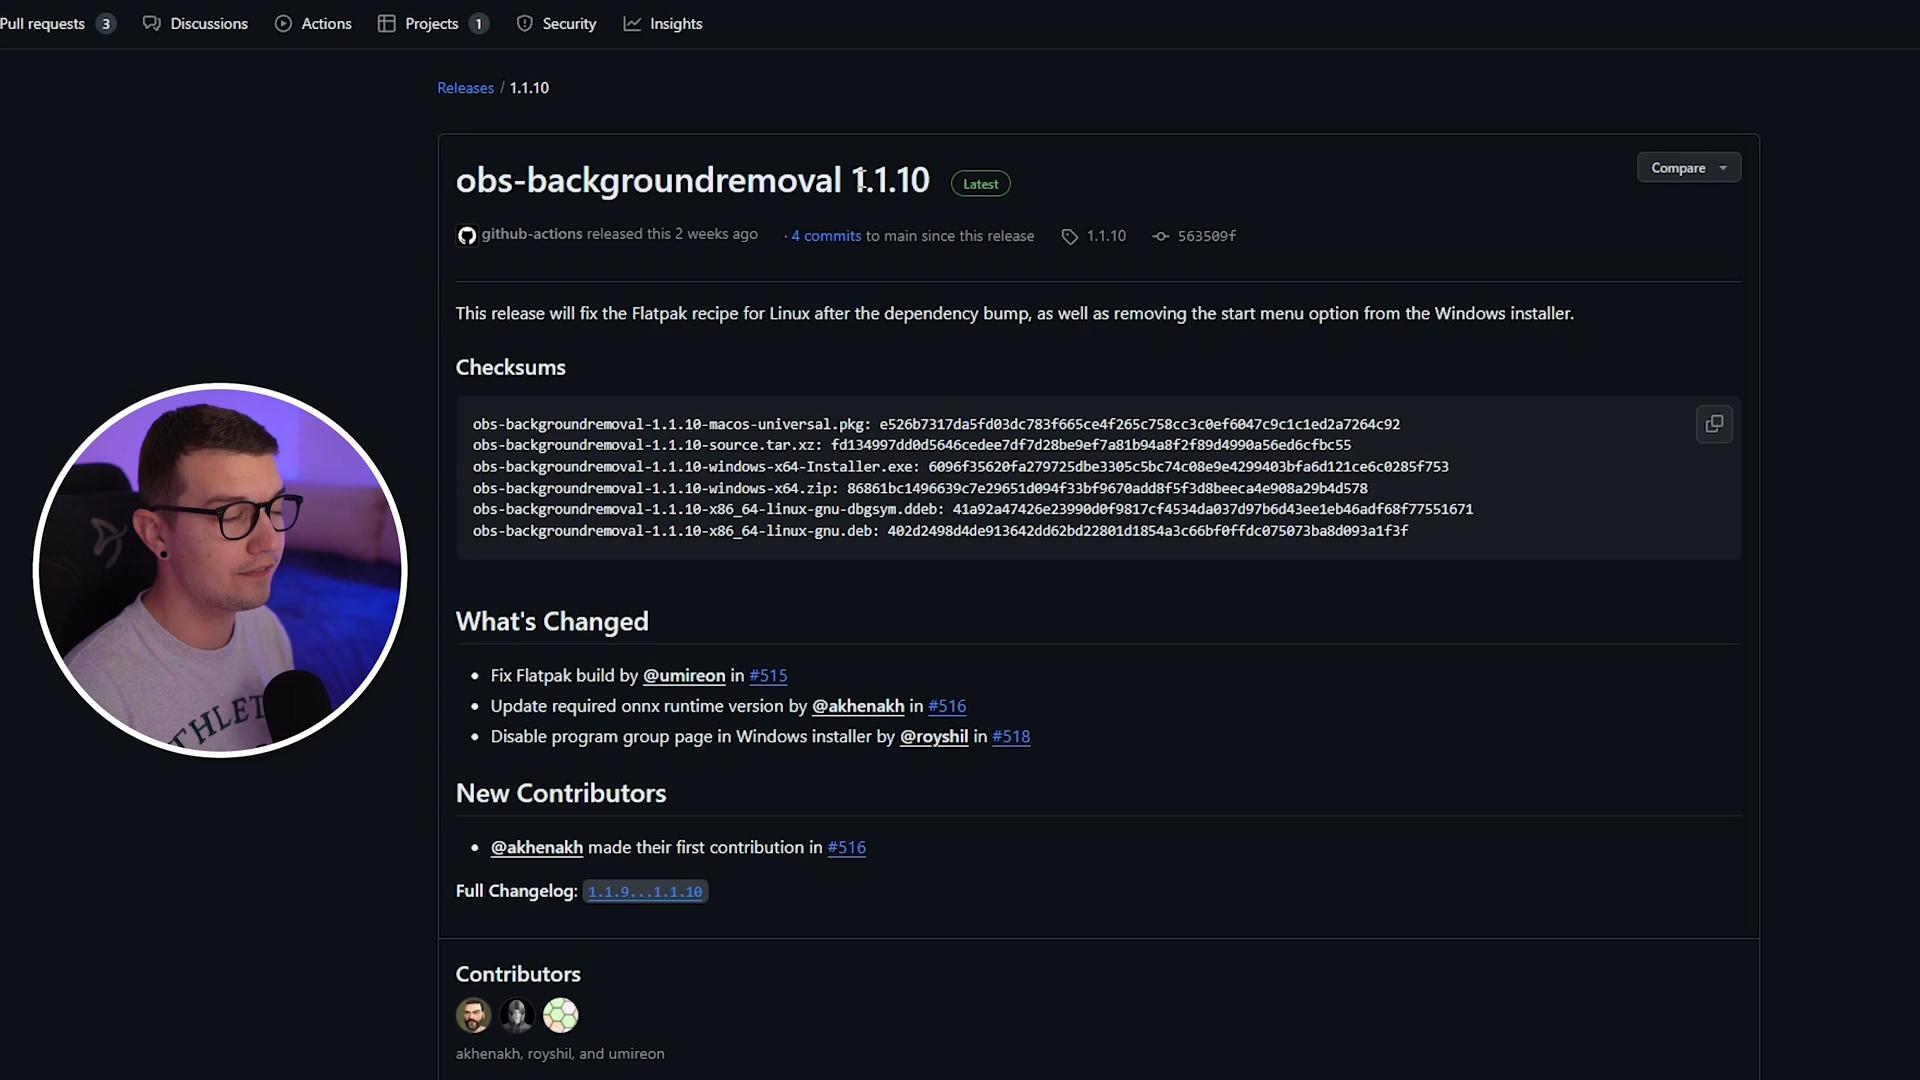 Pull requests 3 Discussions Actions Projects 1 Security Insights
Releases / 1.1.10
obs-backgroundremoval 1.1.10 Latest
Compare
github-actions released this 2 weeks ago · 4 commits to main since this release 1.1.10 563509f
This release will fix the Flatpak recipe for Linux after the dependency bump, as well as removing the start menu option from the Windows installer.
Checksums
obs-backgroundremoval-1.1.10-macos-universal.pkg: e526b7317da5fd03dc783f665ce4f265c758cc3c0ef6047c9c1c1ed2a7264c92
obs-backgroundremoval-1.1.10-source.tar.xz: fd134997dd0d5646cedee7df7d28be9ef7a81b94a8f2f89d4990a56ed6cfbc55
obs-backgroundremoval-1.1.10-windows-x64-Installer.exe: 6096f35620fa279725dbe3305c5bc74c08e9e4299403bfa6d121ce6c0285f753
obs-backgroundremoval-1.1.10-windows-x64.zip: 86861bc1496639c7e29651d094f33bf9670add8f5f3d8beeca4e908a29b4d578
obs-backgroundremoval-1.1.10-x86_64-linux-gnu-dbgsym.ddeb: 41a92a47426e23990d0f9817cf4534da037d97b6d43ee1eb46adf68f77551671
obs-backgroundremoval-1.1.10-x86_64-linux-gnu.deb: 402d2498d4de913642dd62bd22801d1854a3c66bf0ffdc075073ba8d093a1f3f
What's Changed
• Fix Flatpak build by @umireon in #515
• Update required onnx runtime version by @akhenakh in #516
• Disable program group page in Windows installer by @royshil in #518
New Contributors
• @akhenakh made their first contribution in #516
Full Changelog: 1.1.9...1.1.10
Contributors
akhenakh, royshil, and umireon